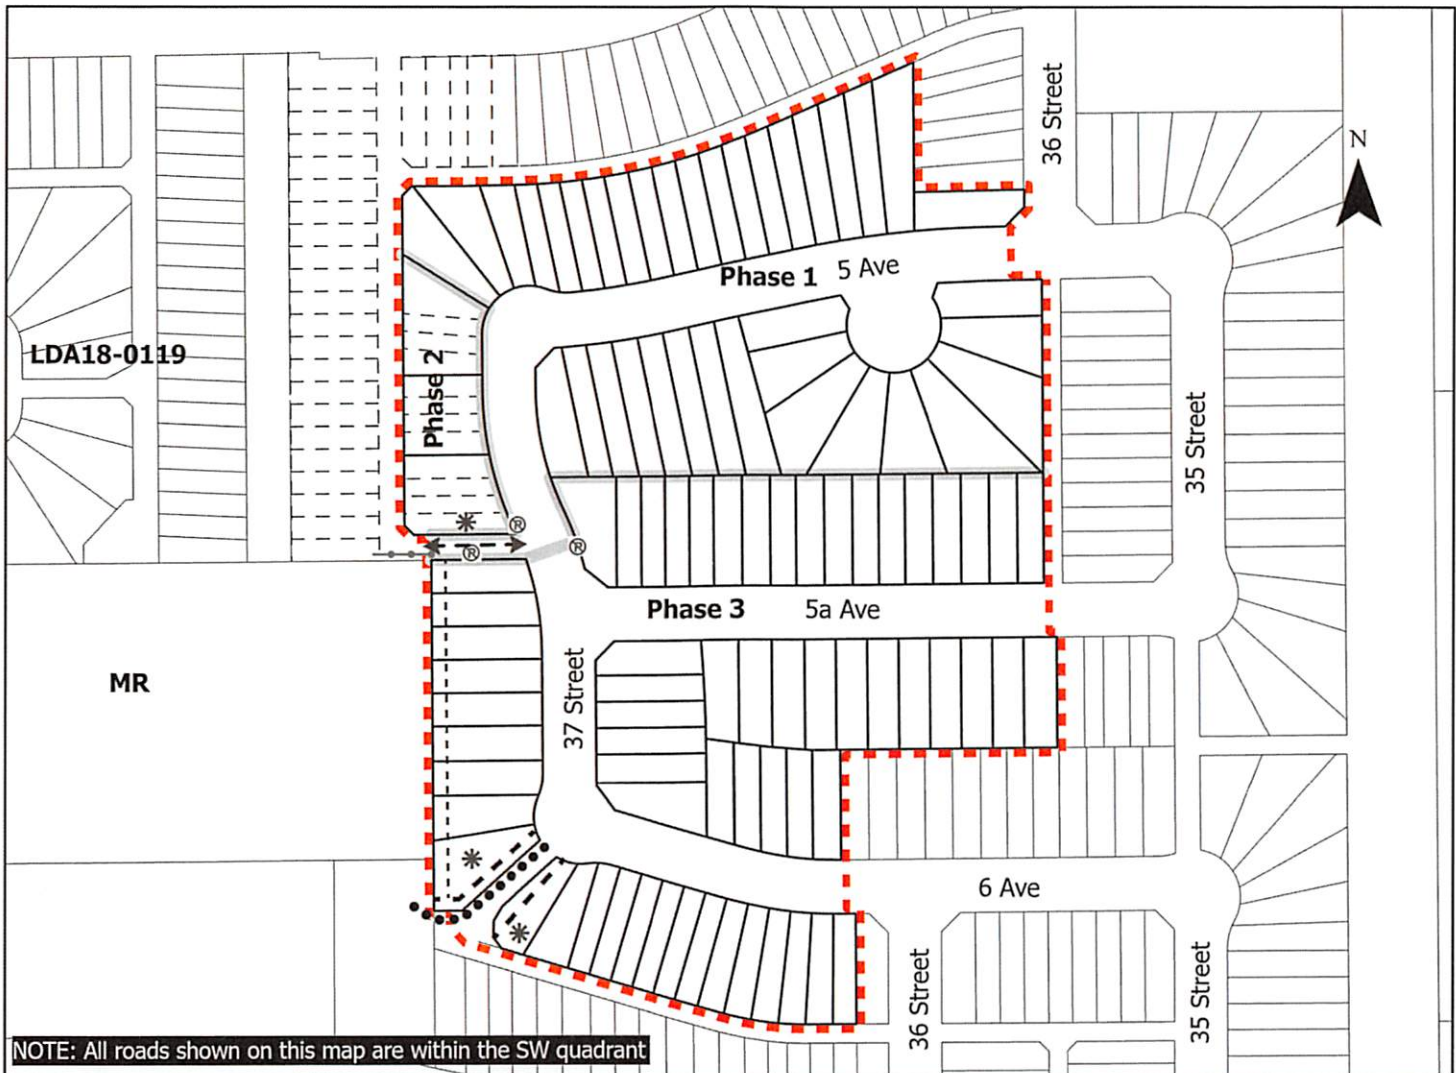 36 Street
N
Phase 1
5 Ave
LDA18-0119
Phase 2
35 Street
®
®
®
Phase 3
5a Ave
MR
37 Street
6 Ave
36 Street
35 Street
NOTE: All roads shown on this map are within the SW quadrant